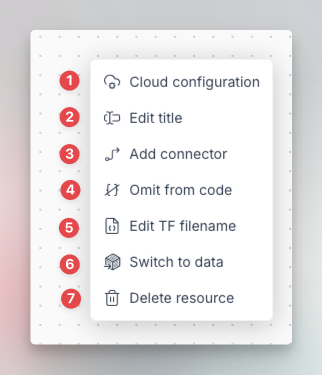 1 Cloud configuration
2 Edit title
3 Add connector
4 Omit from code
5 Edit TF filename
6 Switch to data
7 Delete resource